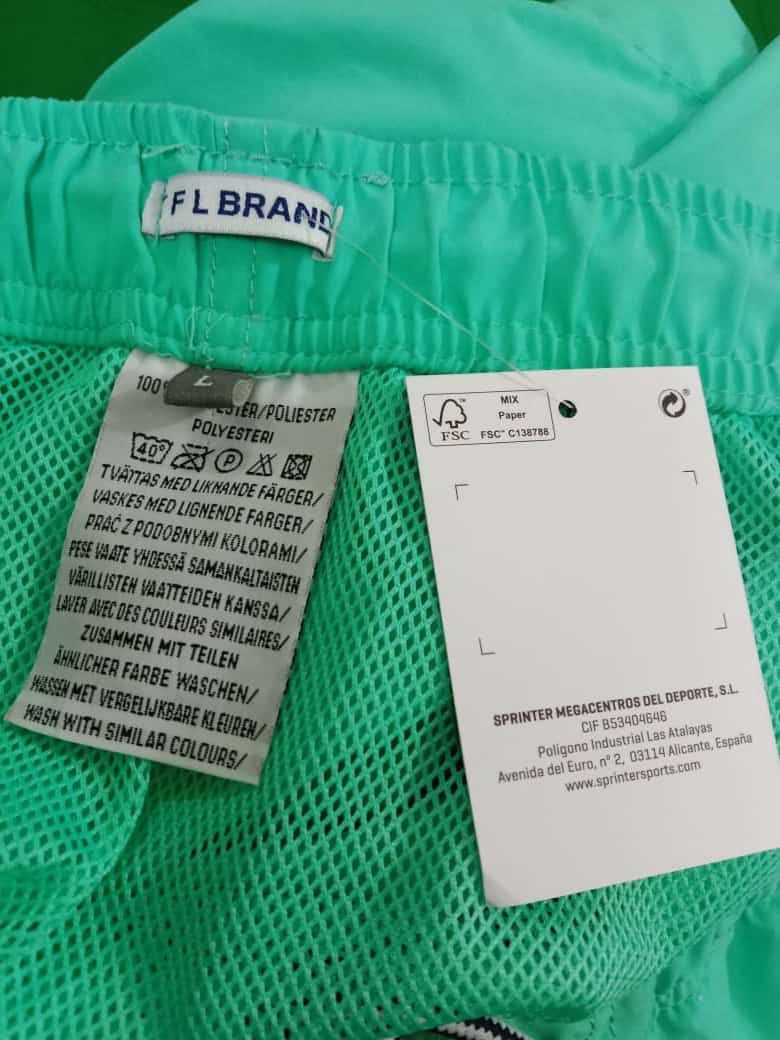 F L BRAND
L
100
ESTER/POLIESTER
POLYESTERI
40°
P
TVÄTTAS MED LIKNANDE FÄRGER/
VASKES MED LIGNENDE FARGER/
PRAĆ Z PODOBNYMI KOLORAMI/
PESE VAATE YHDESSÄ SAMANKALTAISTEN
VÄRILLISTEN VAATTEIDEN KANSSA/
LAVER AVEC DES COULEURS SIMILAIRES/
ZUSAMMEN MIT TEILEN
ÄHNLICHER FARBE WASCHEN/
WASSEN MET VERGELIJKBARE KLEUREN/
WASH WITH SIMILAR COLOURS/
FSC
MIX
Paper
FSC™ C138788
SPRINTER MEGACENTROS DEL DEPORTE, S.L.
CIF B53404646
Polígono Industrial Las Atalayas
Avenida del Euro, nº 2, 03114 Alicante, España
www.sprintersports.com